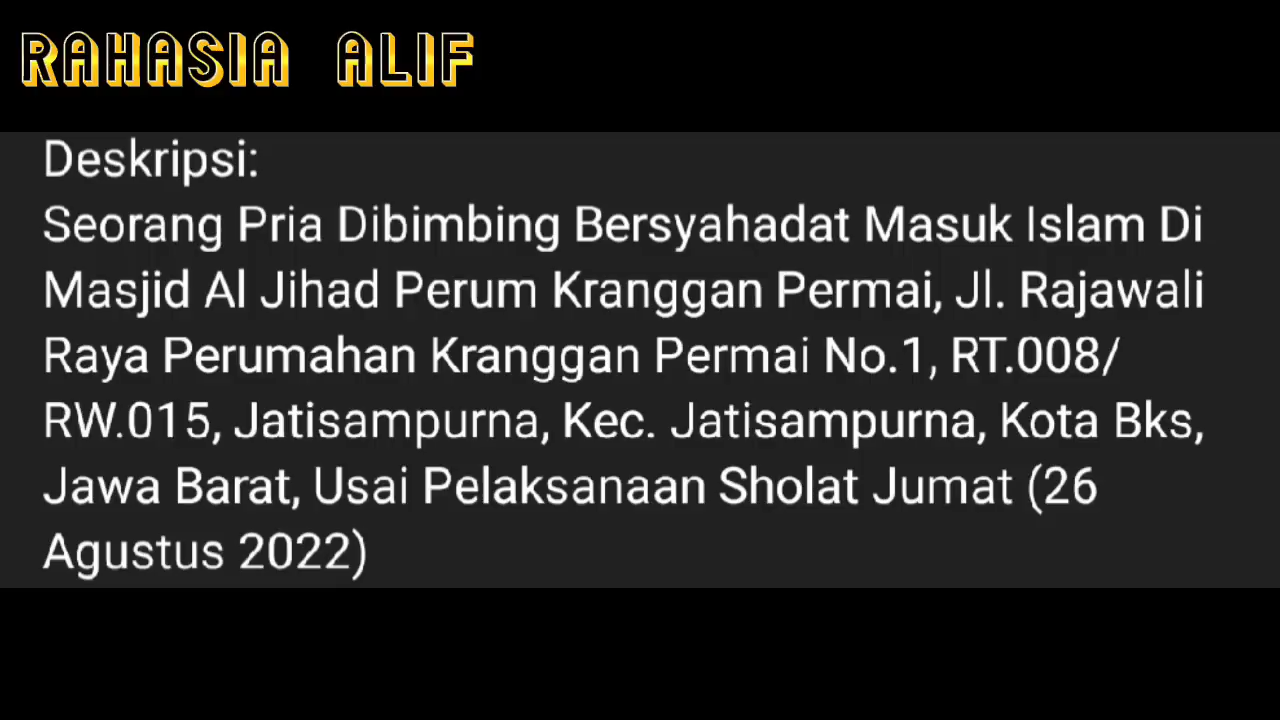 RAHASIA ALIF
Deskripsi:
Seorang Pria Dibimbing Bersyahadat Masuk Islam Di
Masjid Al Jihad Perum Kranggan Permai, Jl. Rajawali
Raya Perumahan Kranggan Permai No.1, RT.008/
RW.015, Jatisampurna, Kec. Jatisampurna, Kota Bks,
Jawa Barat, Usai Pelaksanaan Sholat Jumat (26
Agustus 2022)